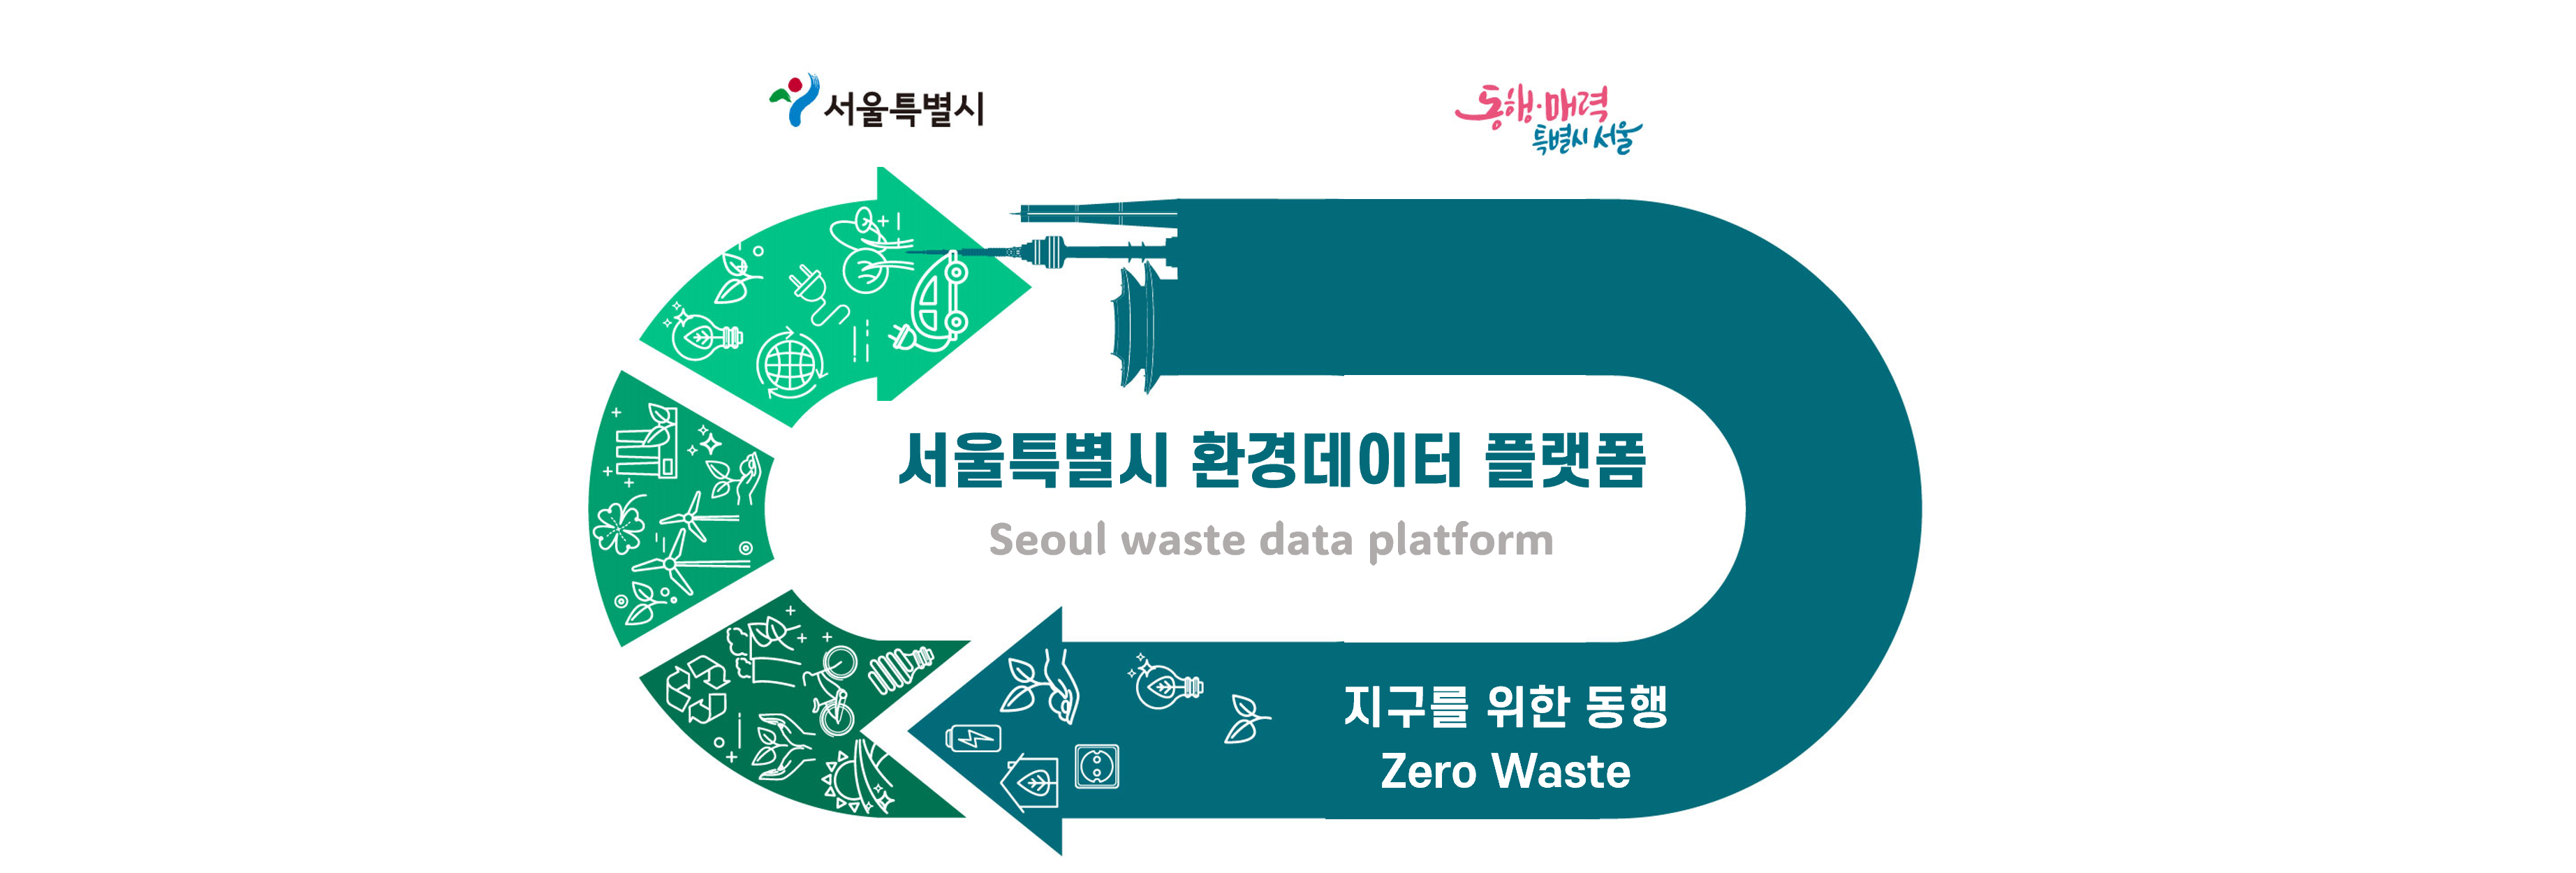 서울특별시
동행·매력
특별시 서울
서울특별시 환경데이터 플랫폼
Seoul waste data platform
지구를 위한 동행
Zero Waste